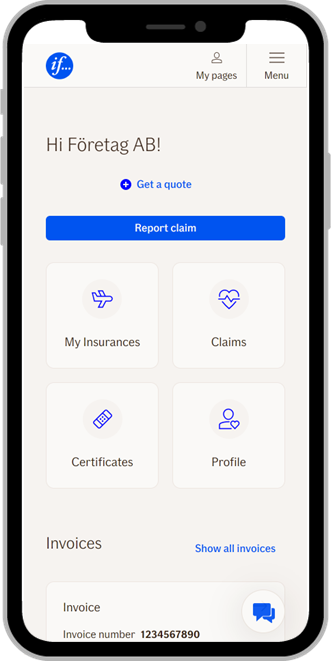 if...
My pages
Menu
Hi Företag AB!
Get a quote
Report claim
My Insurances
Claims
Certificates
Profile
Invoices
Show all invoices
Invoice
Invoice number 1234567890